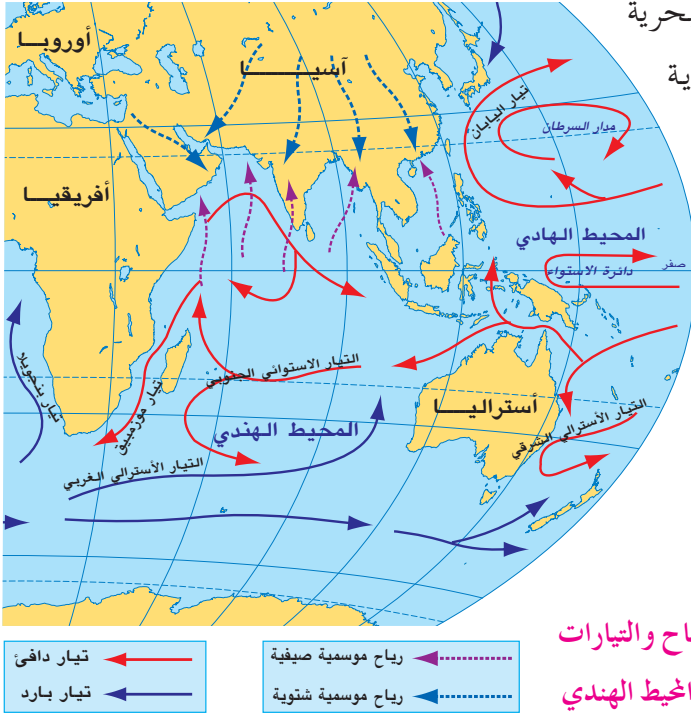 أوروبا
آسيا
أفريقيا
تيار اليابان
مدار السرطان
المحيط الهادي
دائرة الاستواء
صفر
التيار الاستوائي الجنوبي
تيار موزمبيق
تيار بنجويلا
المحيط الهندي
التيار الأسترالي الغربي
أستراليا
التيار الأسترالي الشرقي
تيار دافئ
تيار بارد
رياح موسمية صيفية
رياح موسمية شتوية
والتيارات
المحيط الهندي